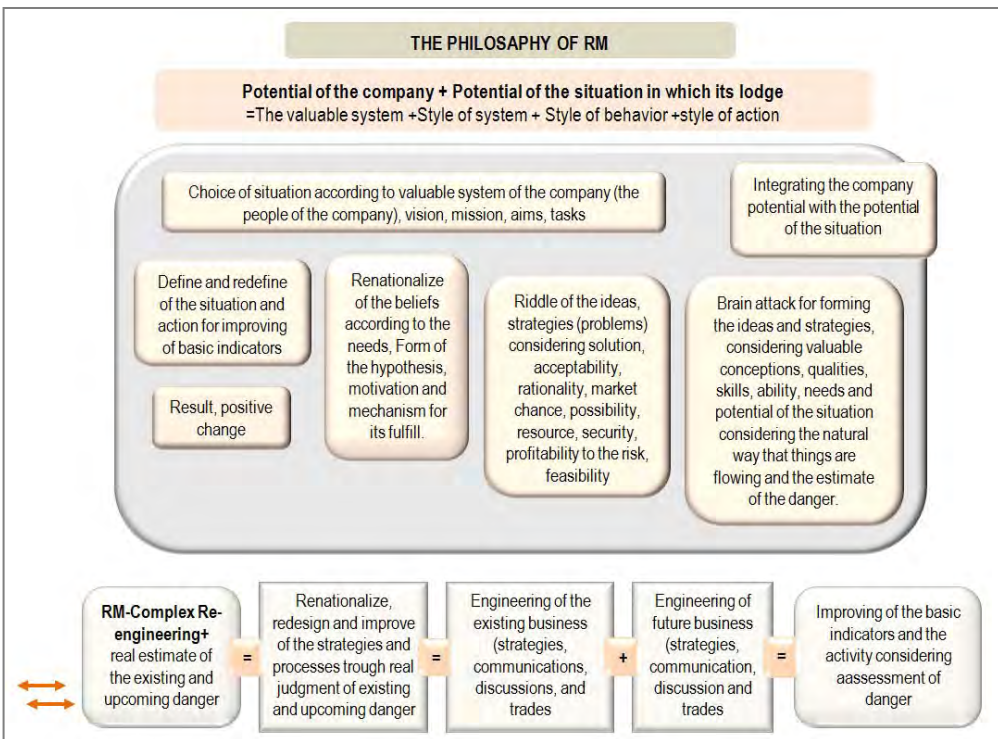 THE PHILOSAPHY OF RM
Potential of the company + Potential of the situation in which its lodge
=The valuable system +Style of system + Style of behavior +style of action
Choice of situation according to valuable system of the company (the
people of the company), vision, mission, aims, tasks
Integrating the
company
potential with the potential
of the situation
Define and redefine
of the situation and
action for improving
of basic indicators
Result, positive
change
Renationalize
of the beliefs
according to the
needs, Form of
the hypothesis,
motivation and
mechanism for
its fulfill.
Riddle of the ideas,
strategies (problems)
considering solution,
acceptability,
rationality, market
chance, possibility,
resource, security,
profitability to the risk,
feasibility
Brain attack for forming
the ideas and strategies,
considering valuable
conceptions, qualities,
skills, ability, needs and
potential of the situation
considering the natural
way that things are
flowing and the estimate
of the danger.
RM-Complex Re-
engineering+
real estimate of
the existing and
upcoming danger
=
Renationalize,
redesign and improve
of the strategies and
processes trough real
judgment of existing
and upcoming danger
=
Engineering of the
existing business
(strategies,
communications,
discussions, and
trades
+
Engineering of
future business
(strategies,
communication,
discussion and
trades
=
Improving of the basic
indicators and the
activity considering
aassessment of
danger